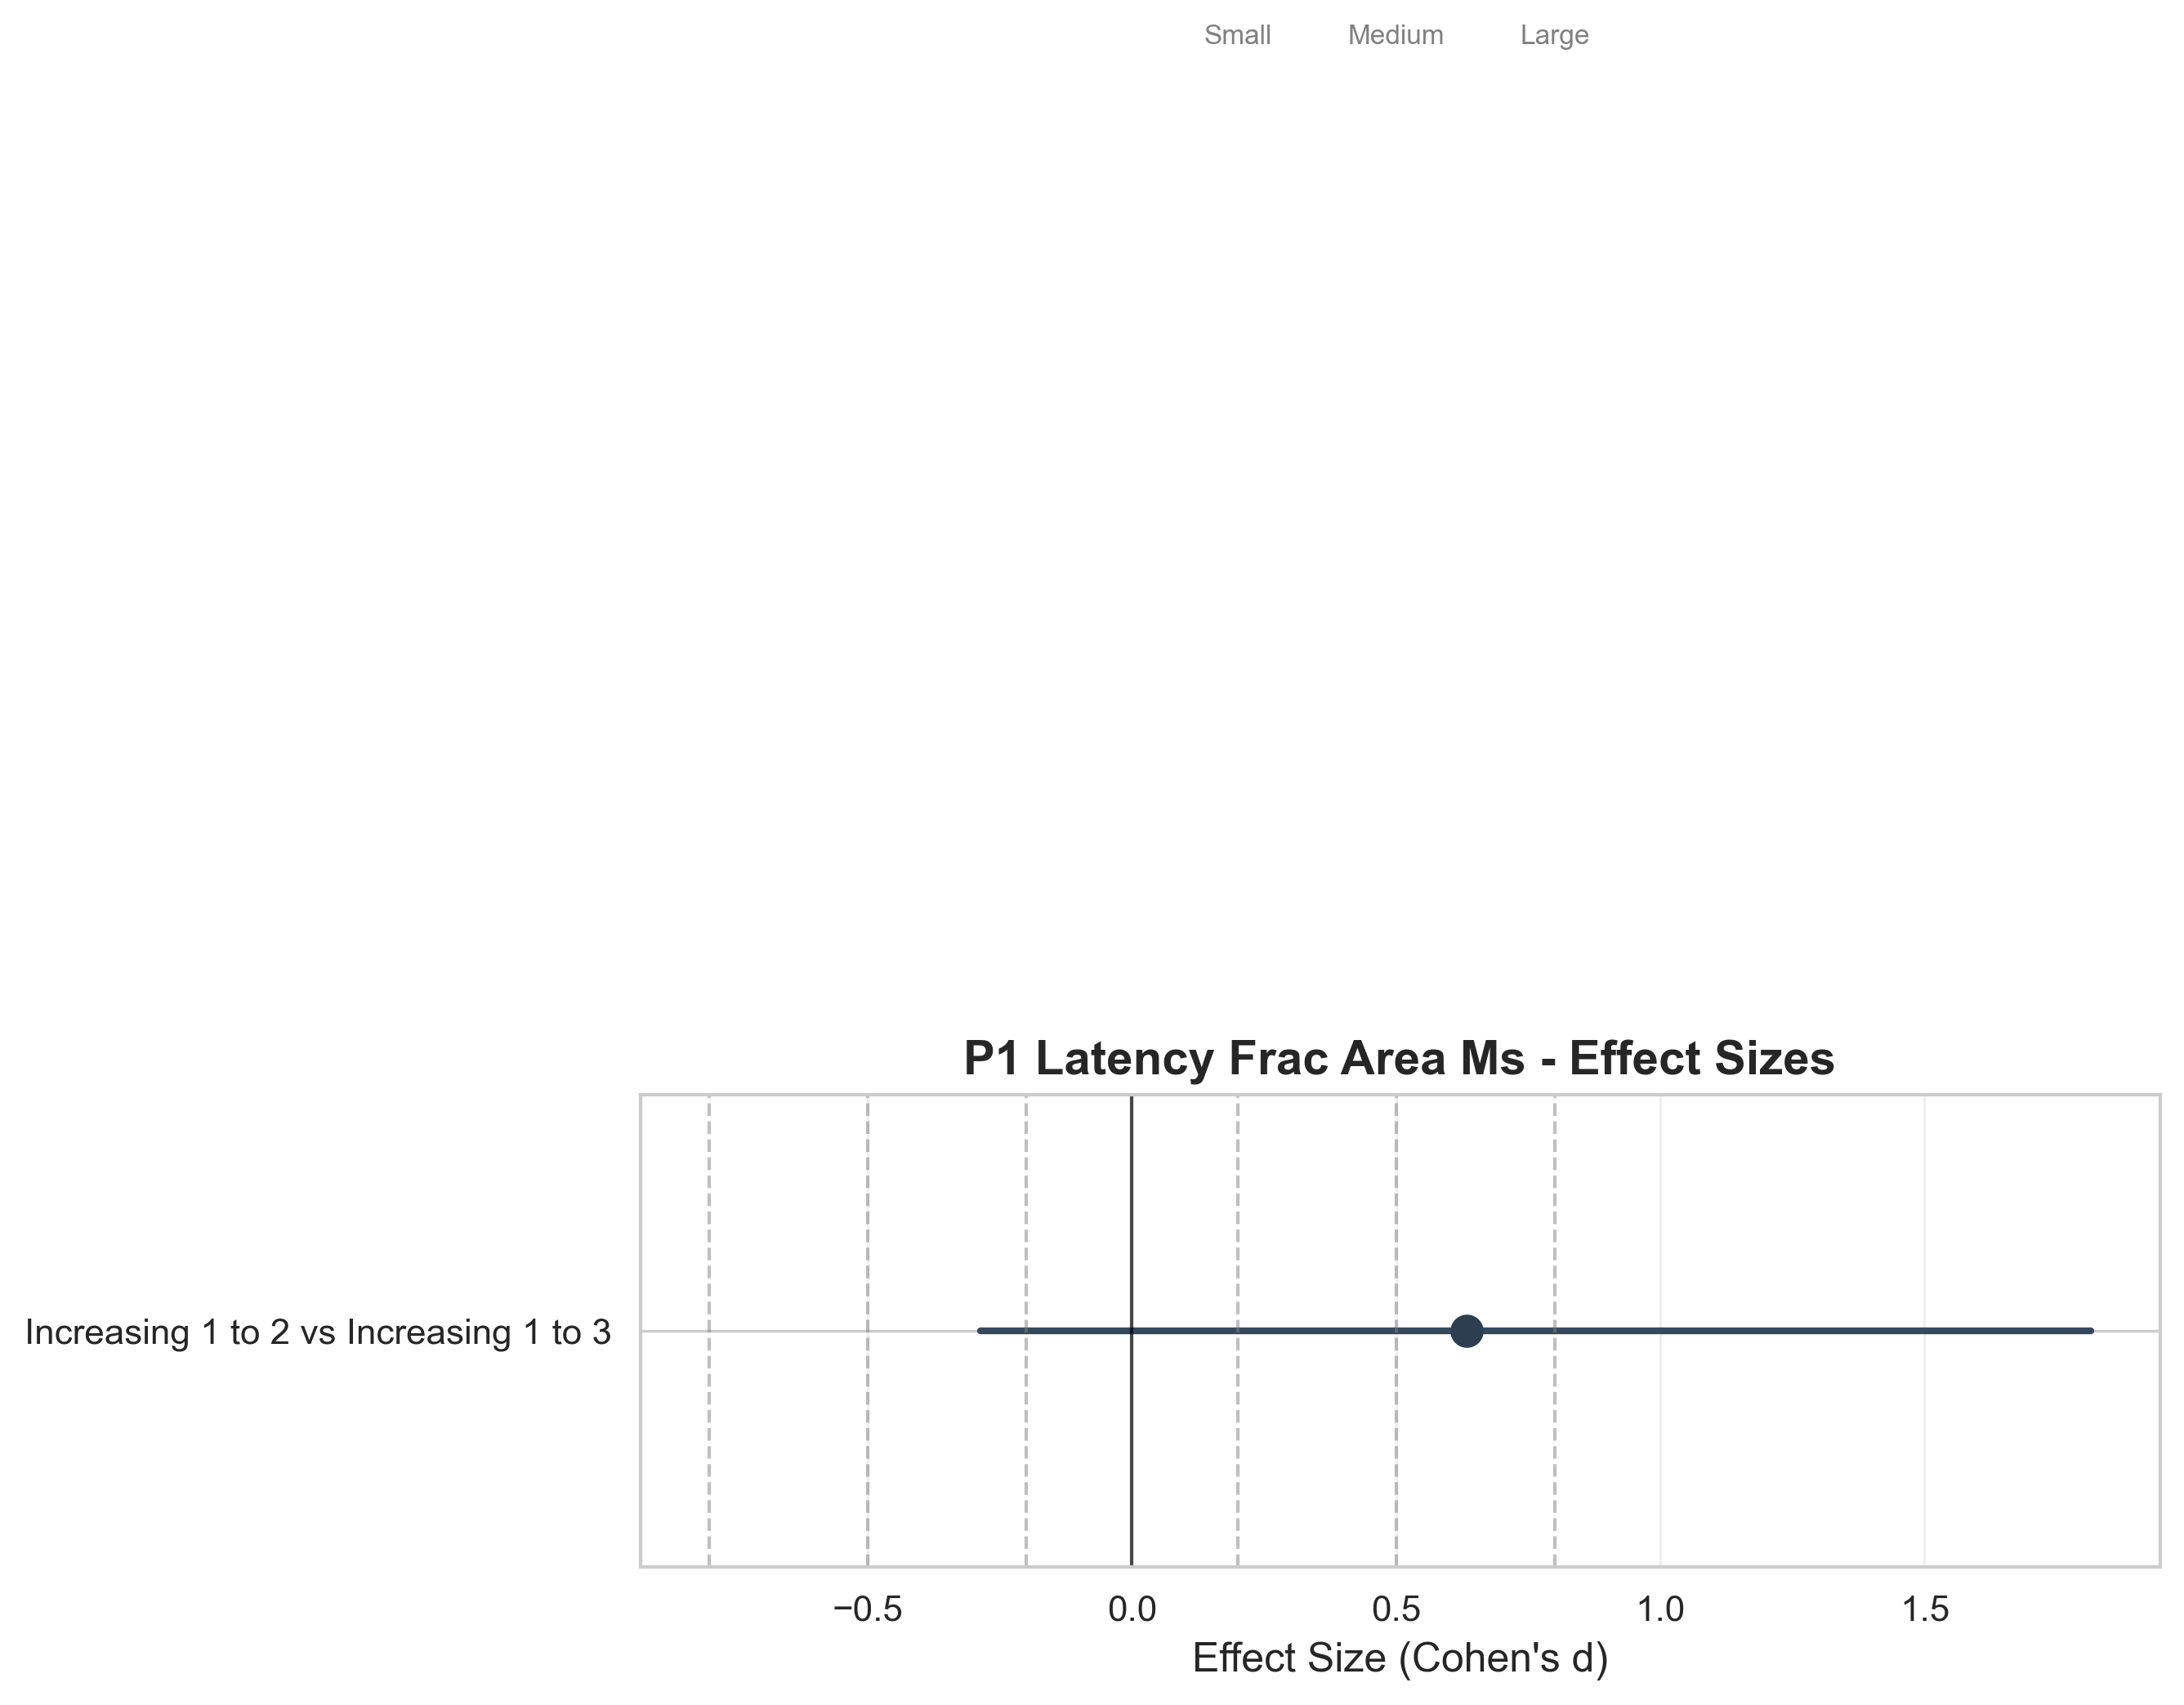 Small Medium Large
P1 Latency Frac Area Ms - Effect Sizes
Increasing 1 to 2 vs Increasing 1 to 3
−0.5 0.0 0.5 1.0 1.5
Effect Size (Cohen's d)